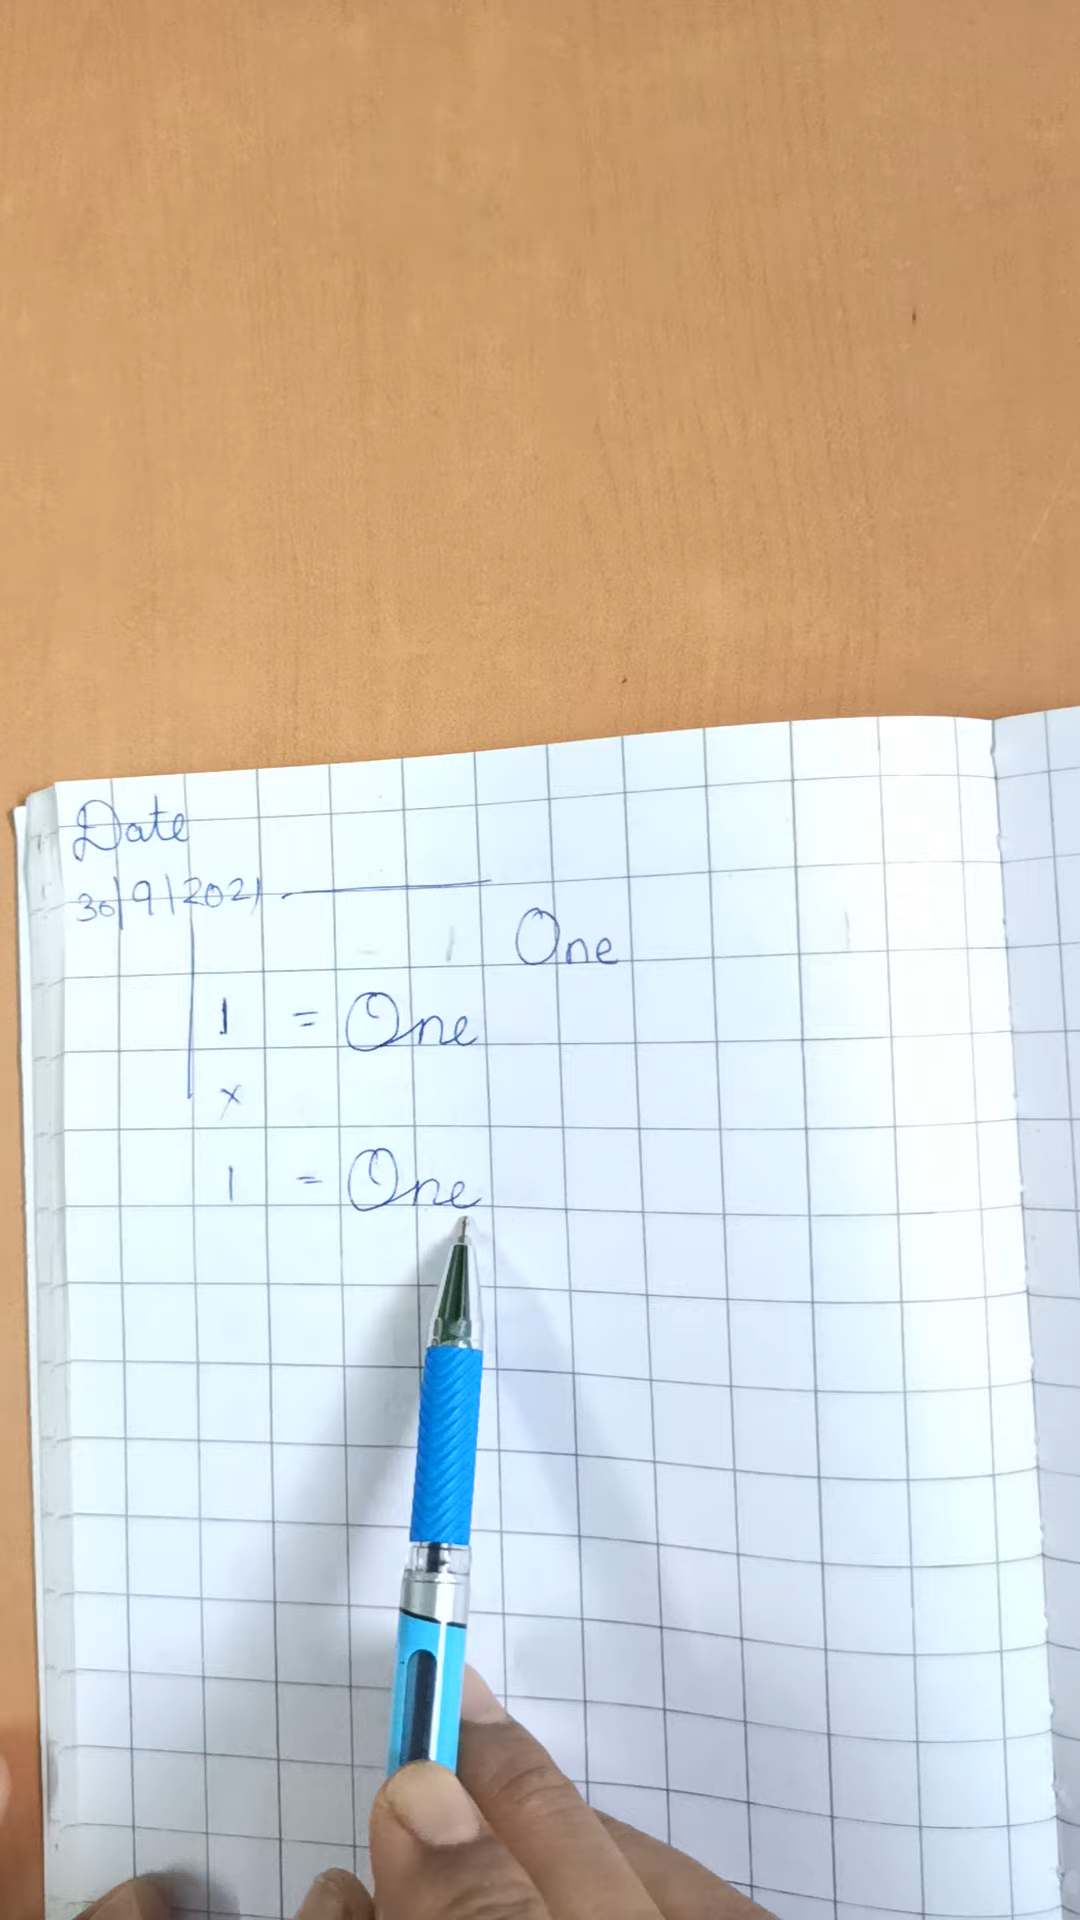 Date
30/9/2021
One
1 = One
x
1 = One